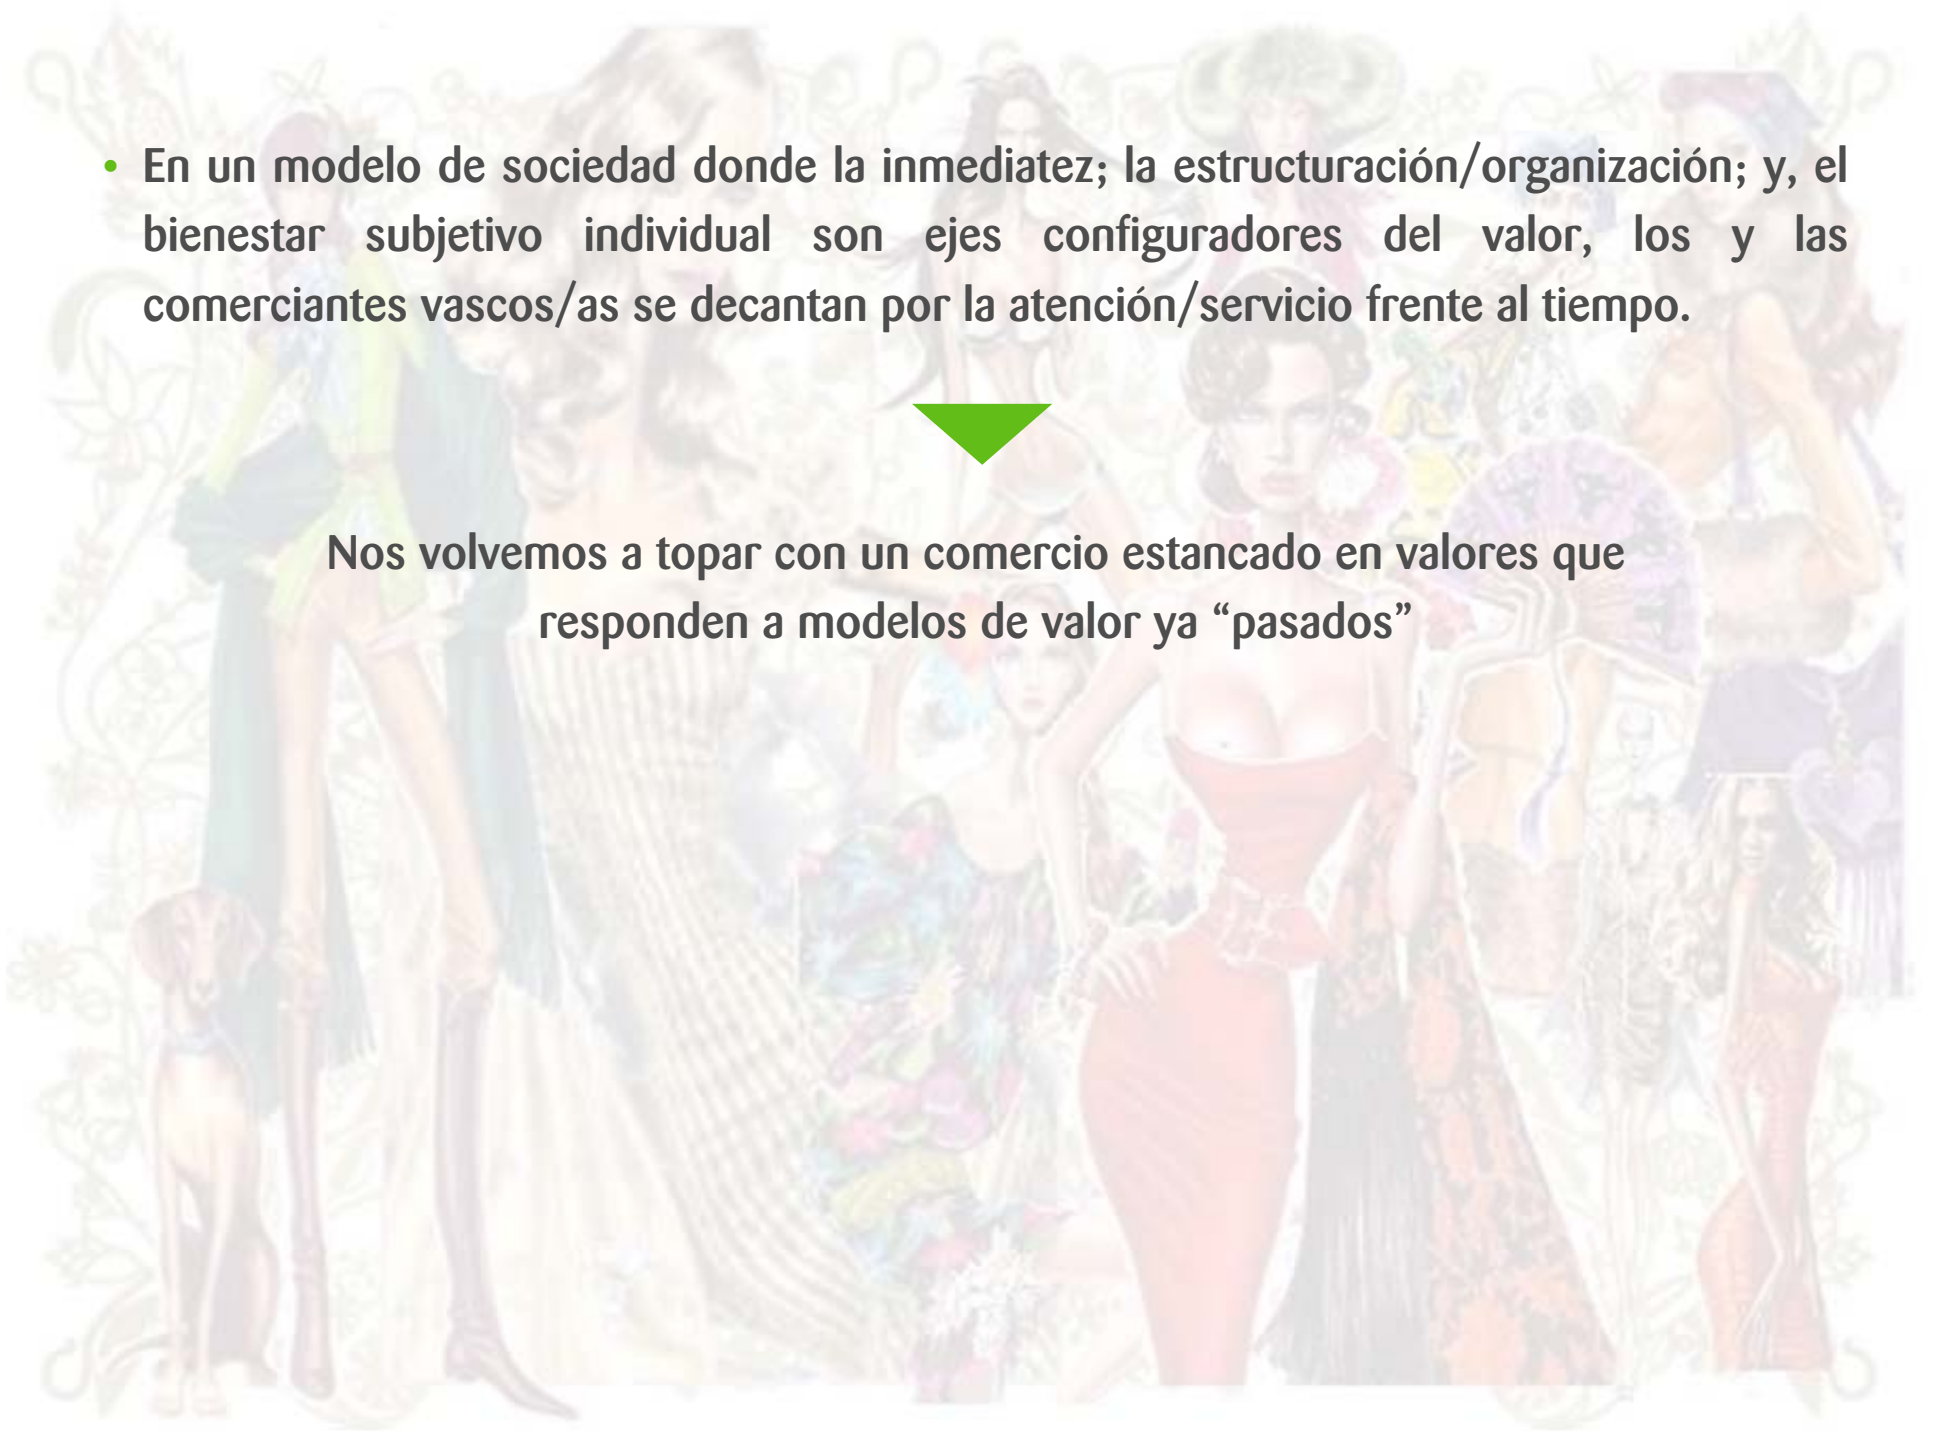 • En un modelo de sociedad donde la inmediatez; la estructuración/organización; y, el
bienestar subjetivo individual son ejes configuradores del valor, los y las
comerciantes vascos/as se decantan por la atención/servicio frente al tiempo.
Nos volvemos a topar con un comercio estancado en valores que
responden a modelos de valor ya “pasados”